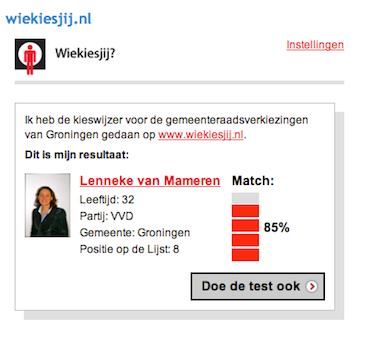 wiekiesjij.nl
Wiekiesjij?
Instellingen
Ik heb de kieswijzer voor de gemeenteraadsverkiezingen
van Groningen gedaan op www.wiekiesjij.nl.
Dit is mijn resultaat:
Lenneke van Mameren
Leeftijd: 32
Partij: VVD
Gemeente: Groningen
Positie op de Lijst: 8
Match:
85%
Doe de test ook